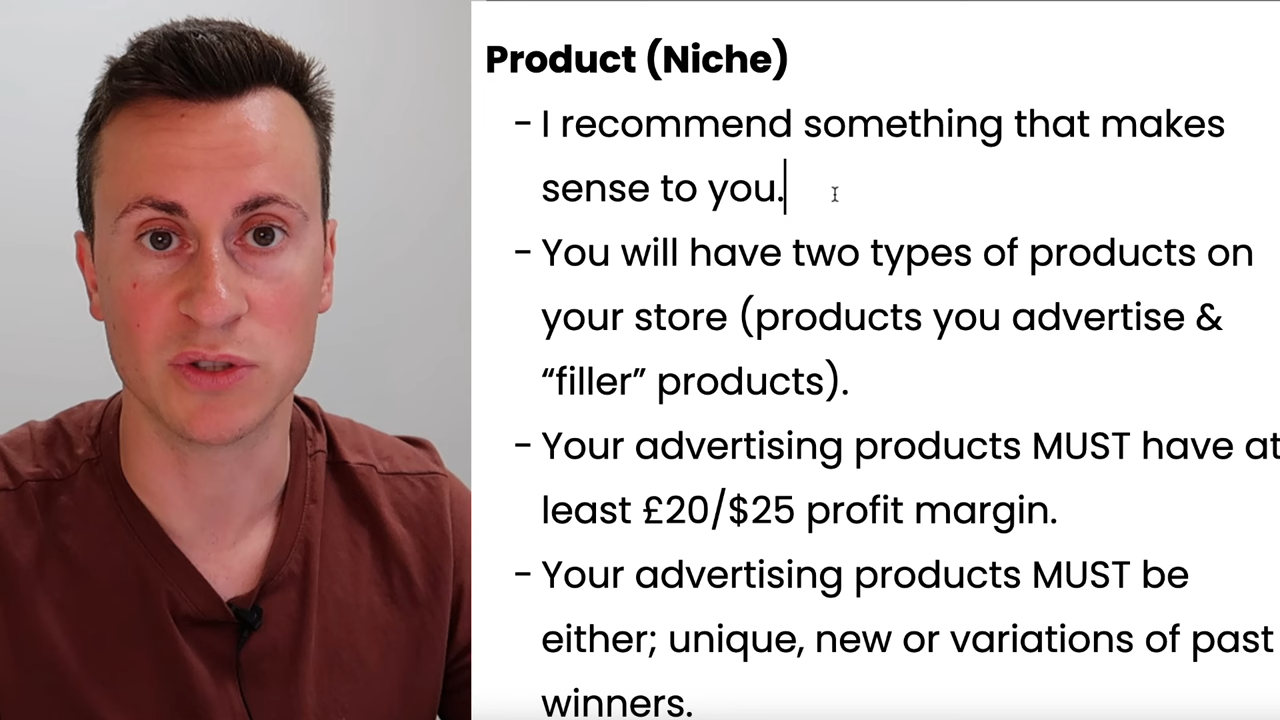 Product (Niche)
- I recommend something that makes
sense to you.
- You will have two types of products on
your store (products you advertise &
“filler” products).
- Your advertising products MUST have at
least £20/$25 profit margin.
- Your advertising products MUST be
either; unique, new or variations of past
winners.